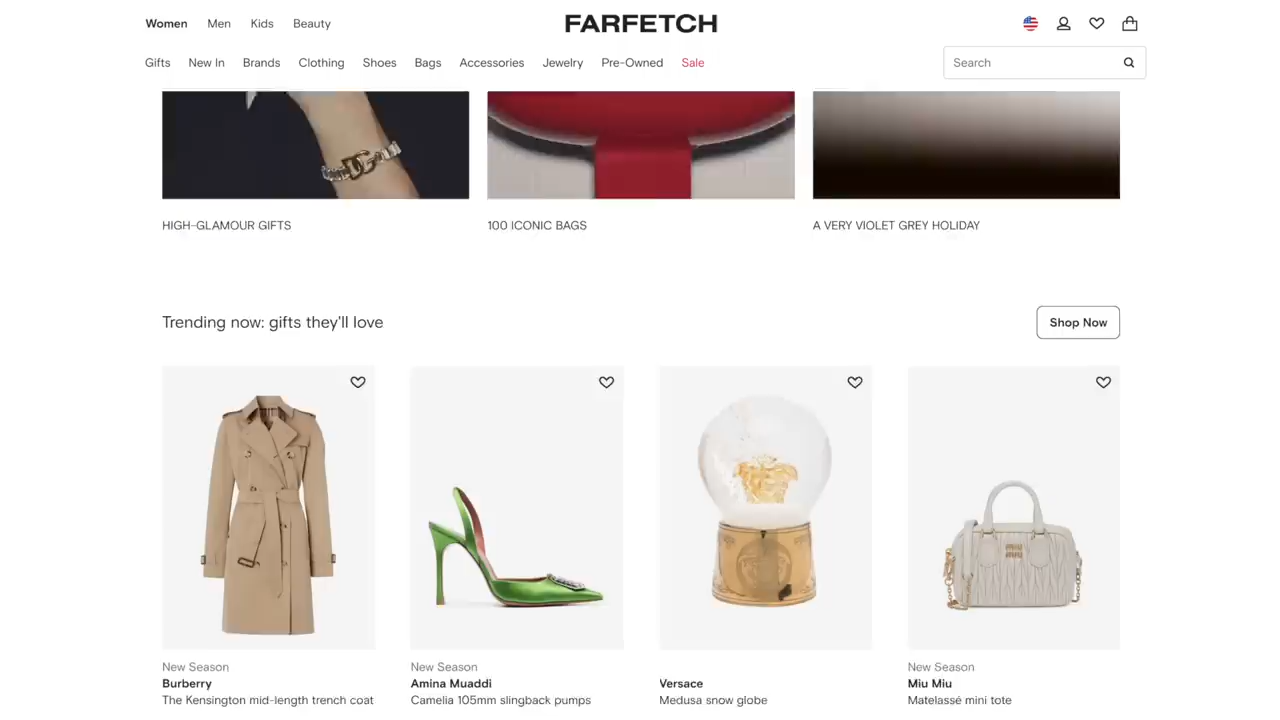 Women Men Kids Beauty
FARFETCH
Gifts New In Brands Clothing Shoes Bags Accessories Jewelry Pre-Owned Sale
Search
HIGH-GLAMOUR GIFTS
100 ICONIC BAGS
A VERY VIOLET GREY HOLIDAY
Trending now: gifts they'll love
Shop Now
MIU
MIU
New Season
Burberry
The Kensington mid-length trench coat
New Season
Amina Muaddi
Camelia 105mm slingback pumps
Versace
Medusa snow globe
New Season
Miu Miu
Matelassé mini tote